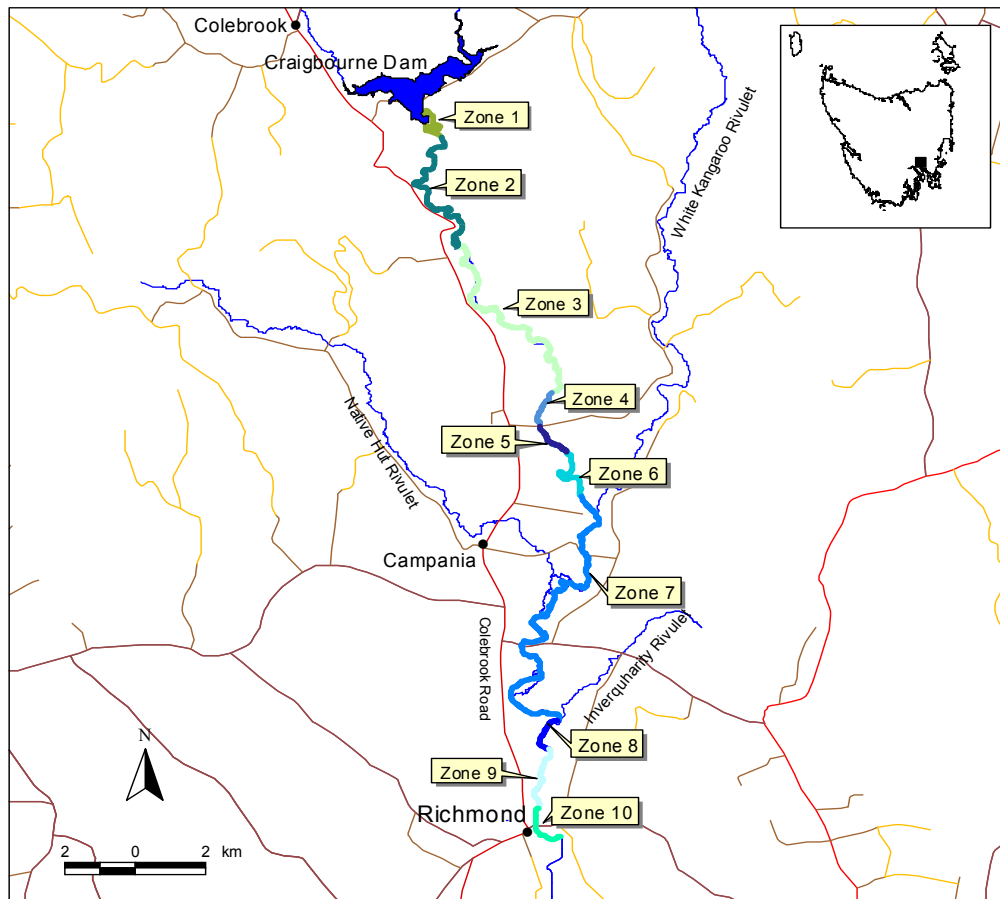 Colebrook
Craigbourne Dam
Zone 1
White Kangaroo Rivulet
Zone 2
Zone 3
Zone 4
Native Hut Rivulet
Zone 5
Zone 6
Campania
Zone 7
Colebrook Road
Inverquharity Rivulet
Zone 8
N
Zone 9
Richmond
Zone 10
2 0 2 km